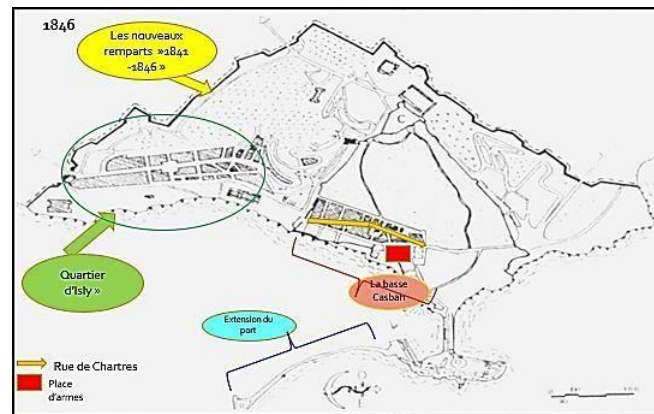 1846
Les nouveaux
remparts »1841
-1846 »
Quartier
d'Isly »
La basse
Casbah
Extension du
port
Rue de Chartres
Place
d'armes